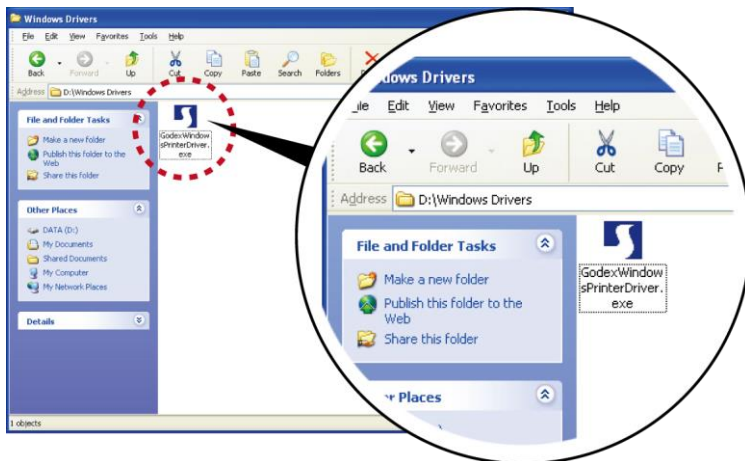 Windows Drivers
File Edit View Favorites Tools Help
Back Forward Up Cut Copy Paste Search Folders
Address D:\Windows Drivers
File and Folder Tasks
Make a new folder
Publish this folder to the
Web
Share this folder
Other Places
DATA (D:)
My Documents
Shared Documents
My Computer
My Network Places
Details
GodexWindow
sPrinterDriver.
exe
1 objects
dows Drivers
ile Edit View Favorites Tools Help
Back Forward Up Cut Copy
Address D:\Windows Drivers
File and Folder Tasks
Make a new folder
Publish this folder to the
Web
Share this folder
Places
GodexWindow
sPrinterDriver.
exe